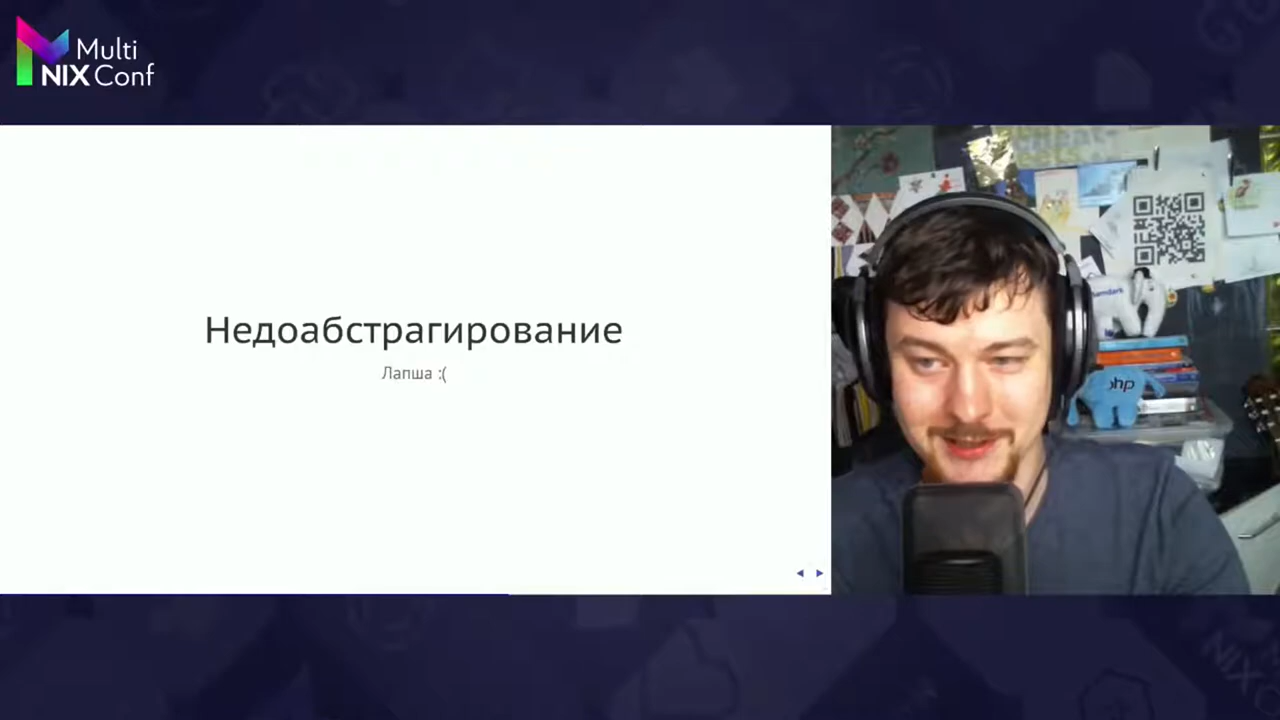 Multi
NIX Conf
Недоабстрагирование
Лапша :(
php